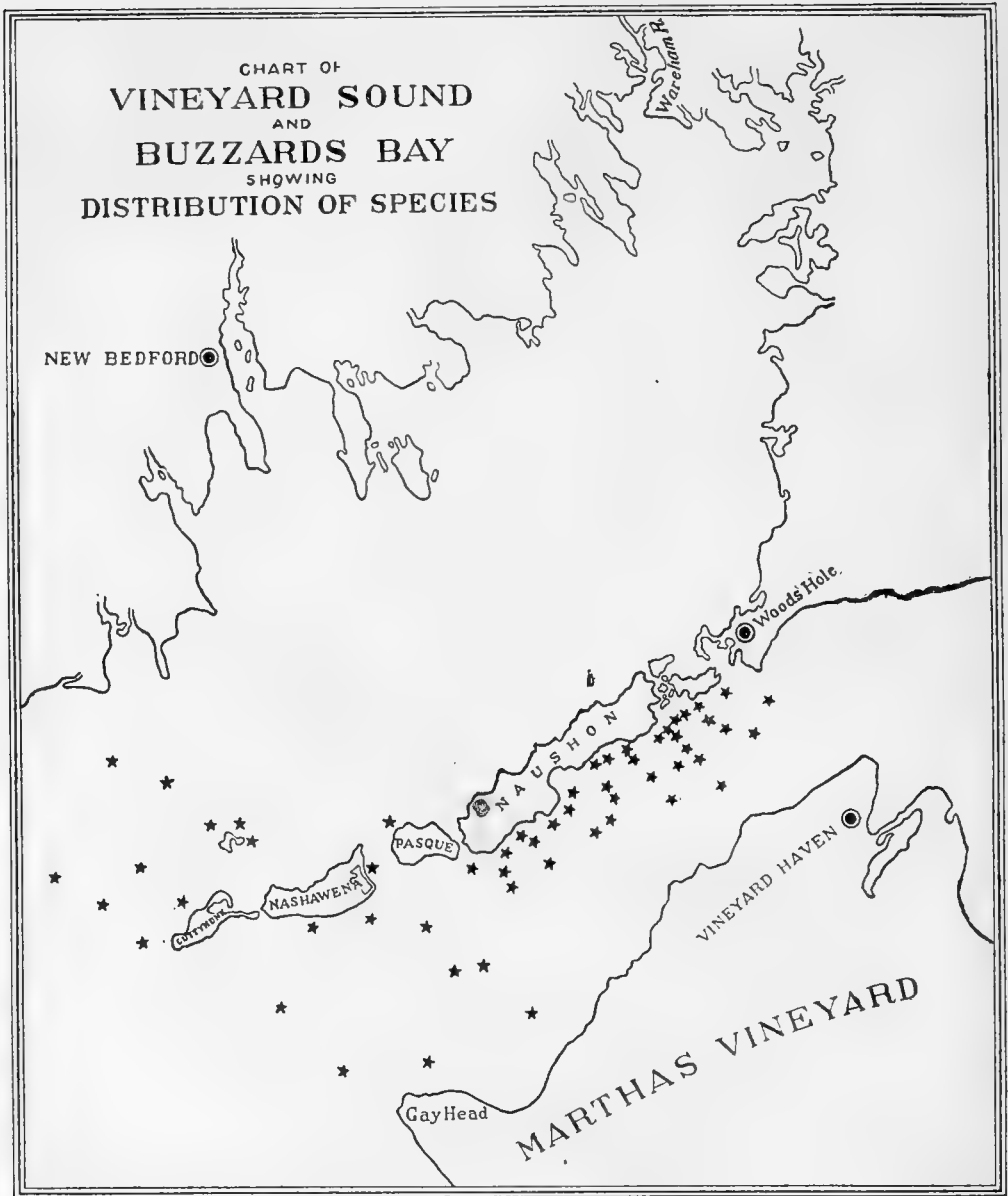 CHART OF
VINEYARD SOUND
AND
BUZZARDS BAY
SHOWING
DISTRIBUTION OF SPECIES
Wareham R.
NEW BEDFORD
Woods Hole.
NAUSHON
PASQUE
NASHAWENA
CUTTYHUNK
VINEYARD HAVEN
MARTHAS VINEYARD
Gay Head